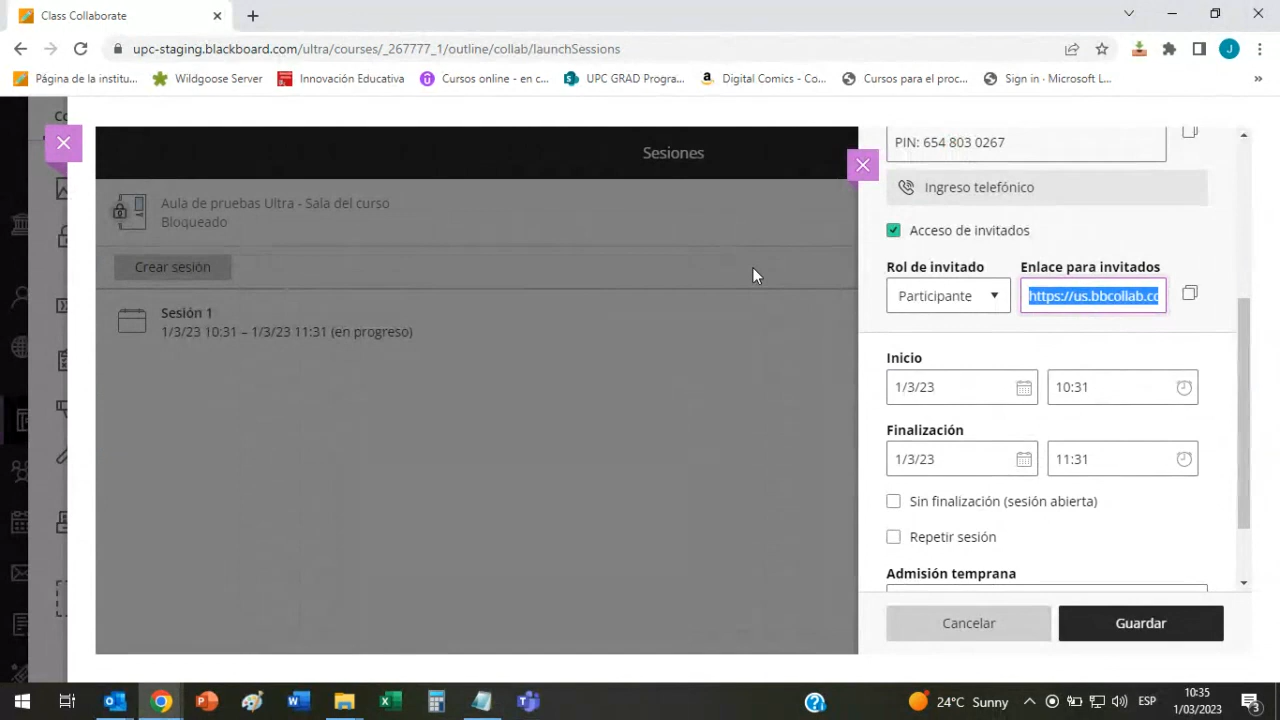 Class Collaborate
upc-staging.blackboard.com/ultra/courses/_267777_1/outline/collab/launchSessions
J
Página de la institu...
Wildgoose Server
Innovación Educativa
Cursos online - en c...
UPC GRAD Progra...
Digital Comics - Co...
Cursos para el proc...
Sign in · Microsoft L...
»
Co
Sesiones
Aula de pruebas Ultra - Sala del curso
Bloqueado
Crear sesión
Sesión 1
1/3/23 10:31 – 1/3/23 11:31 (en progreso)
PIN: 654 803 0267
Ingreso telefónico
Acceso de invitados
Rol de invitado
Enlace para invitados
Participante
https://us.bbcollab.cc
Inicio
1/3/23
10:31
Finalización
1/3/23
11:31
Sin finalización (sesión abierta)
Repetir sesión
Admisión temprana
Cancelar
Guardar
24°C Sunny
ESP
10:35
1/03/2023
3